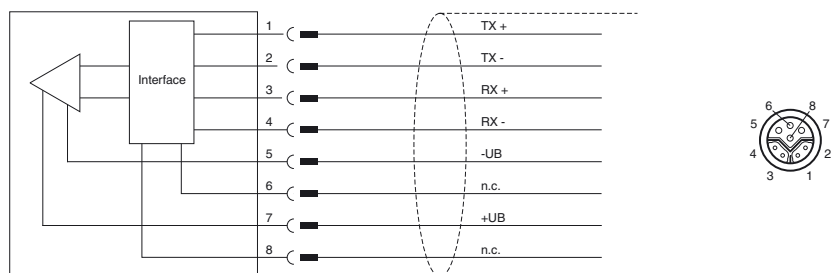 1 TX +
2 TX -
Interface
3 RX +
4 RX -
5 -UB
6 n.c.
7 +UB
8 n.c.
6 8
5 7
4 2
3 1